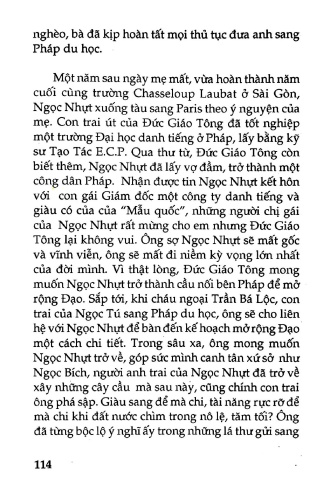 nghèo, bà đã kịp hoàn tất mọi thủ tục đưa anh sang
Pháp du học.
Một năm sau ngày mẹ mất, vừa hoàn thành năm
cuối cùng trường Chasseloup Laubat ở Sài Gòn,
Ngọc Nhựt xuống tàu sang Paris theo ý nguyện của
mẹ. Con trai út của Đức Giáo Tông đã tốt nghiệp
một trường Đại học danh tiếng ở Pháp, lấy bằng kỹ
sư Tạo Tác E.C.P. Qua thư từ, Đức Giáo Tông còn
biết thêm, Ngọc Nhựt đã lấy vợ đầm, trở thành một
công dân Pháp. Nhận được tin Ngọc Nhựt kết hôn
với con gái Giám đốc một công ty danh tiếng và
giàu có của của "Mẫu quốc", những người chị gái
của Ngọc Nhựt rất mừng cho em nhưng Đức Giáo
Tông lại không vui. Ông sợ Ngọc Nhựt sẽ mất gốc
và vĩnh viễn, ông sẽ mất đi niềm kỳ vọng lớn nhất
của đời mình. Vì thật lòng, Đức Giáo Tông mong
muốn Ngọc Nhựt trở thành cầu nối bên Pháp để mở
rộng Đạo. Sắp tới, khi cháu ngoại Trần Bá Lộc, con
trai của Ngọc Tú sang Pháp du học, ông sẽ cho liên
hệ với Ngọc Nhựt để bàn đến kế hoạch mở rộng Đạo
một cách chi tiết. Trong sâu xa, ông mong muốn
Ngọc Nhựt trở về, góp sức mình canh tân xứ sở như
Ngọc Bích, người anh trai của Ngọc Nhựt đã trở về
xây những cây cầu mà sau này, cũng chính con trai
ông phá sập. Giàu sang để mà chi, tài năng rực rỡ để
mà chi khi đất nước chìm trong nô lệ, tăm tối? Ông
đã từng bộc lộ ý nghĩ ấy trong những lá thư gửi sang
114